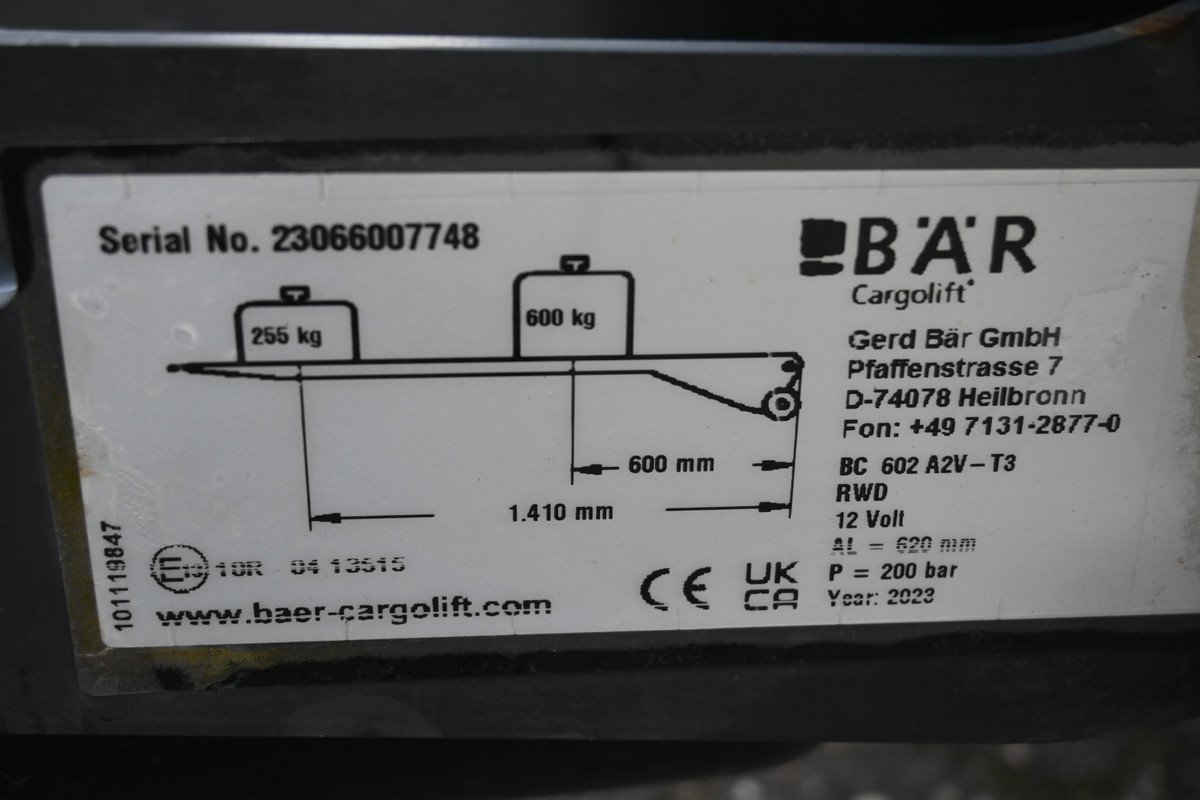 Serial No. 23066007748
BÄR
Cargolift
255 kg
600 kg
Gerd Bär GmbH
Pfaffenstrasse 7
D-74078 Heilbronn
Fon: +49 7131-2877-0
600 mm
BC 602 A2V-T3
RWD
1.410 mm
12 Volt
AL = 620 mm
P = 200 bar
Year: 2023
101119847
10R 04 13515
www.baer-cargolift.com
CE
UK
CA